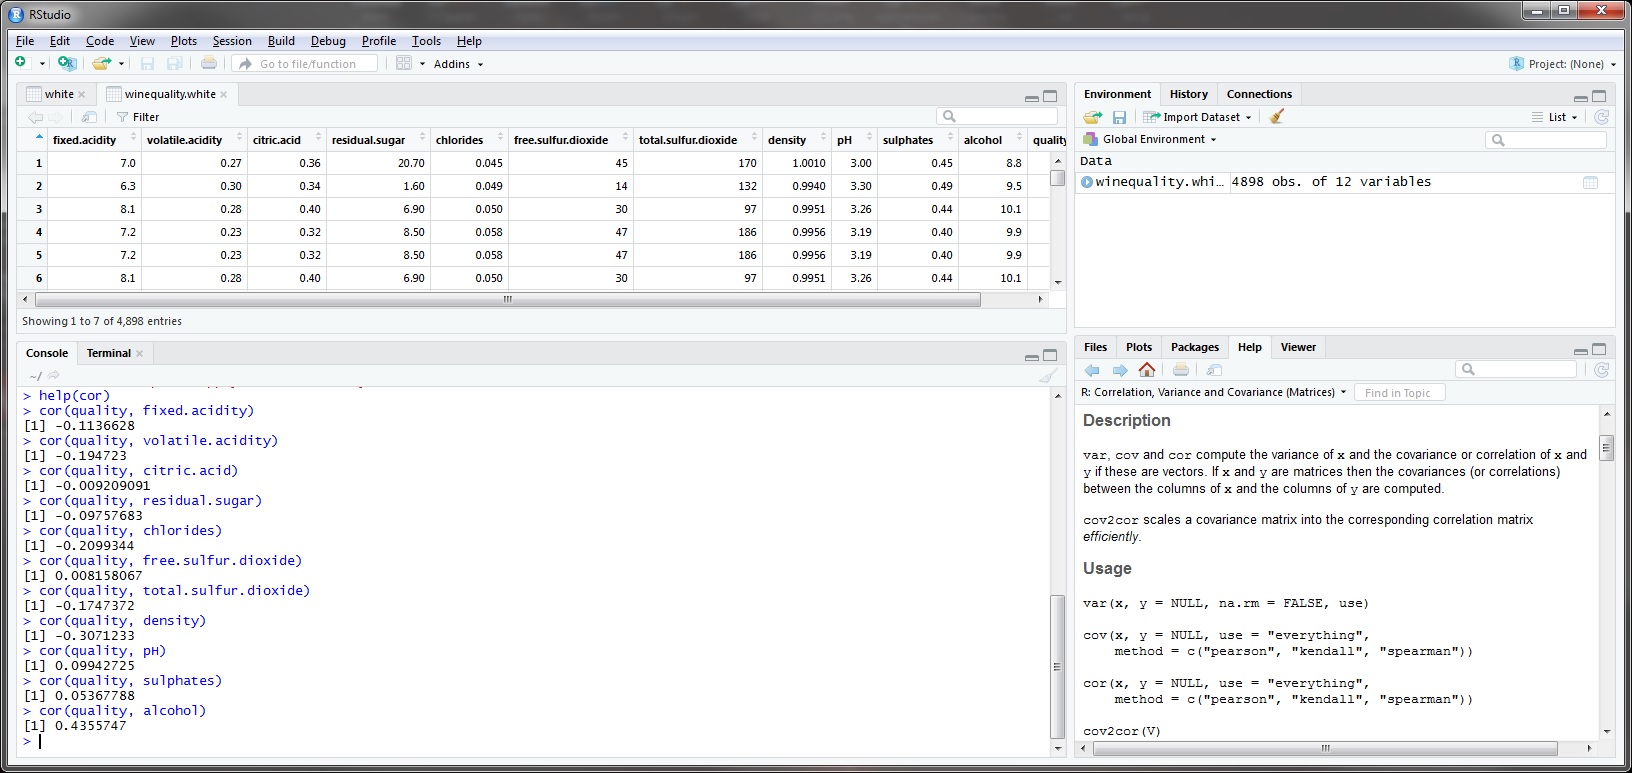 RStudio
File Edit Code View Plots Session Build Debug Profile Tools Help
Go to file/function Addins Project: (None)
white winequality.white
Filter
fixed.acidity volatile.acidity citric.acid residual.sugar chlorides free.sulfur.dioxide total.sulfur.dioxide density pH sulphates alcohol quality
1 7.0 0.27 0.36 20.70 0.045 45 170 1.0010 3.00 0.45 8.8
2 6.3 0.30 0.34 1.60 0.049 14 132 0.9940 3.30 0.49 9.5
3 8.1 0.28 0.40 6.90 0.050 30 97 0.9951 3.26 0.44 10.1
4 7.2 0.23 0.32 8.50 0.058 47 186 0.9956 3.19 0.40 9.9
5 7.2 0.23 0.32 8.50 0.058 47 186 0.9956 3.19 0.40 9.9
6 8.1 0.28 0.40 6.90 0.050 30 97 0.9951 3.26 0.44 10.1
Showing 1 to 7 of 4,898 entries
Console Terminal
~/
> help(cor)
> cor(quality, fixed.acidity)
[1] -0.1136628
> cor(quality, volatile.acidity)
[1] -0.194723
> cor(quality, citric.acid)
[1] -0.009209091
> cor(quality, residual.sugar)
[1] -0.09757683
> cor(quality, chlorides)
[1] -0.2099344
> cor(quality, free.sulfur.dioxide)
[1] 0.008158067
> cor(quality, total.sulfur.dioxide)
[1] -0.1747372
> cor(quality, density)
[1] -0.3071233
> cor(quality, pH)
[1] 0.09942725
> cor(quality, sulphates)
[1] 0.05367788
> cor(quality, alcohol)
[1] 0.4355747
>
Environment History Connections
Import Dataset List
Global Environment
Data
winequality.whi… 4898 obs. of 12 variables
Files Plots Packages Help Viewer
R: Correlation, Variance and Covariance (Matrices) Find in Topic
Description
var, cov and cor compute the variance of x and the covariance or correlation of x and
y if these are vectors. If x and y are matrices then the covariances (or correlations)
between the columns of x and the columns of y are computed.
cov2cor scales a covariance matrix into the corresponding correlation matrix
efficiently.
Usage
var(x, y = NULL, na.rm = FALSE, use)
cov(x, y = NULL, use = "everything",
method = c("pearson", "kendall", "spearman"))
cor(x, y = NULL, use = "everything",
method = c("pearson", "kendall", "spearman"))
cov2cor(V)